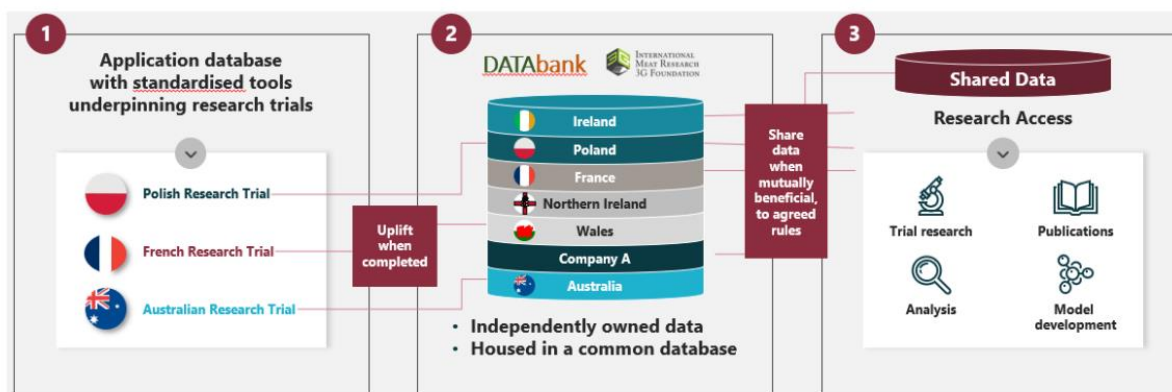 1
Application database
with standardised tools
underpinning research trials
Polish Research Trial
French Research Trial
Australian Research Trial
Uplift
when
completed
2
DATAbank
INTERNATIONAL
MEAT RESEARCH
3G FOUNDATION
Ireland
Poland
France
Northern Ireland
Wales
Company A
Australia
• Independently owned data
• Housed in a common database
Share
data
when
mutually
beneficial,
to agreed
rules
3
Shared Data
Research Access
Trial research
Publications
Analysis
Model
development